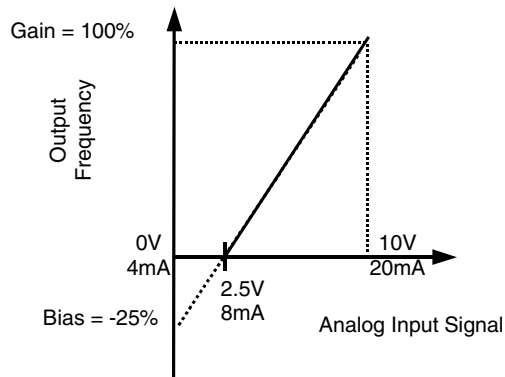 Gain = 100%
Output
Frequency
0V
4mA
10V
20mA
2.5V
8mA
Bias = -25%
Analog Input Signal